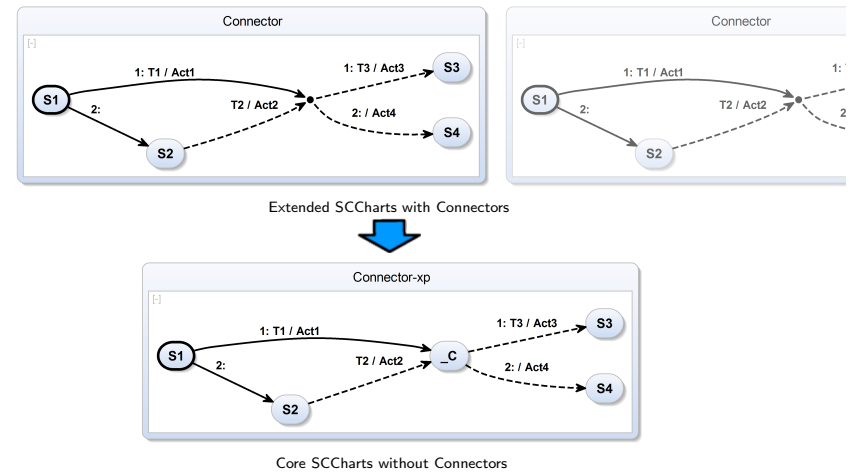 Connector
[-]
1: T1 / Act1
1: T3 / Act3
S3
S1
2:
T2 / Act2
2: / Act4
S4
S2
Connector
[-]
1: T1 / Act1
S1
2:
T2 / Act2
S2
1:
2
Extended SCCharts with Connectors
Connector-xp
[-]
1: T1 / Act1
1: T3 / Act3
S3
S1
2:
T2 / Act2
_C
2: / Act4
S4
S2
Core SCCharts without Connectors